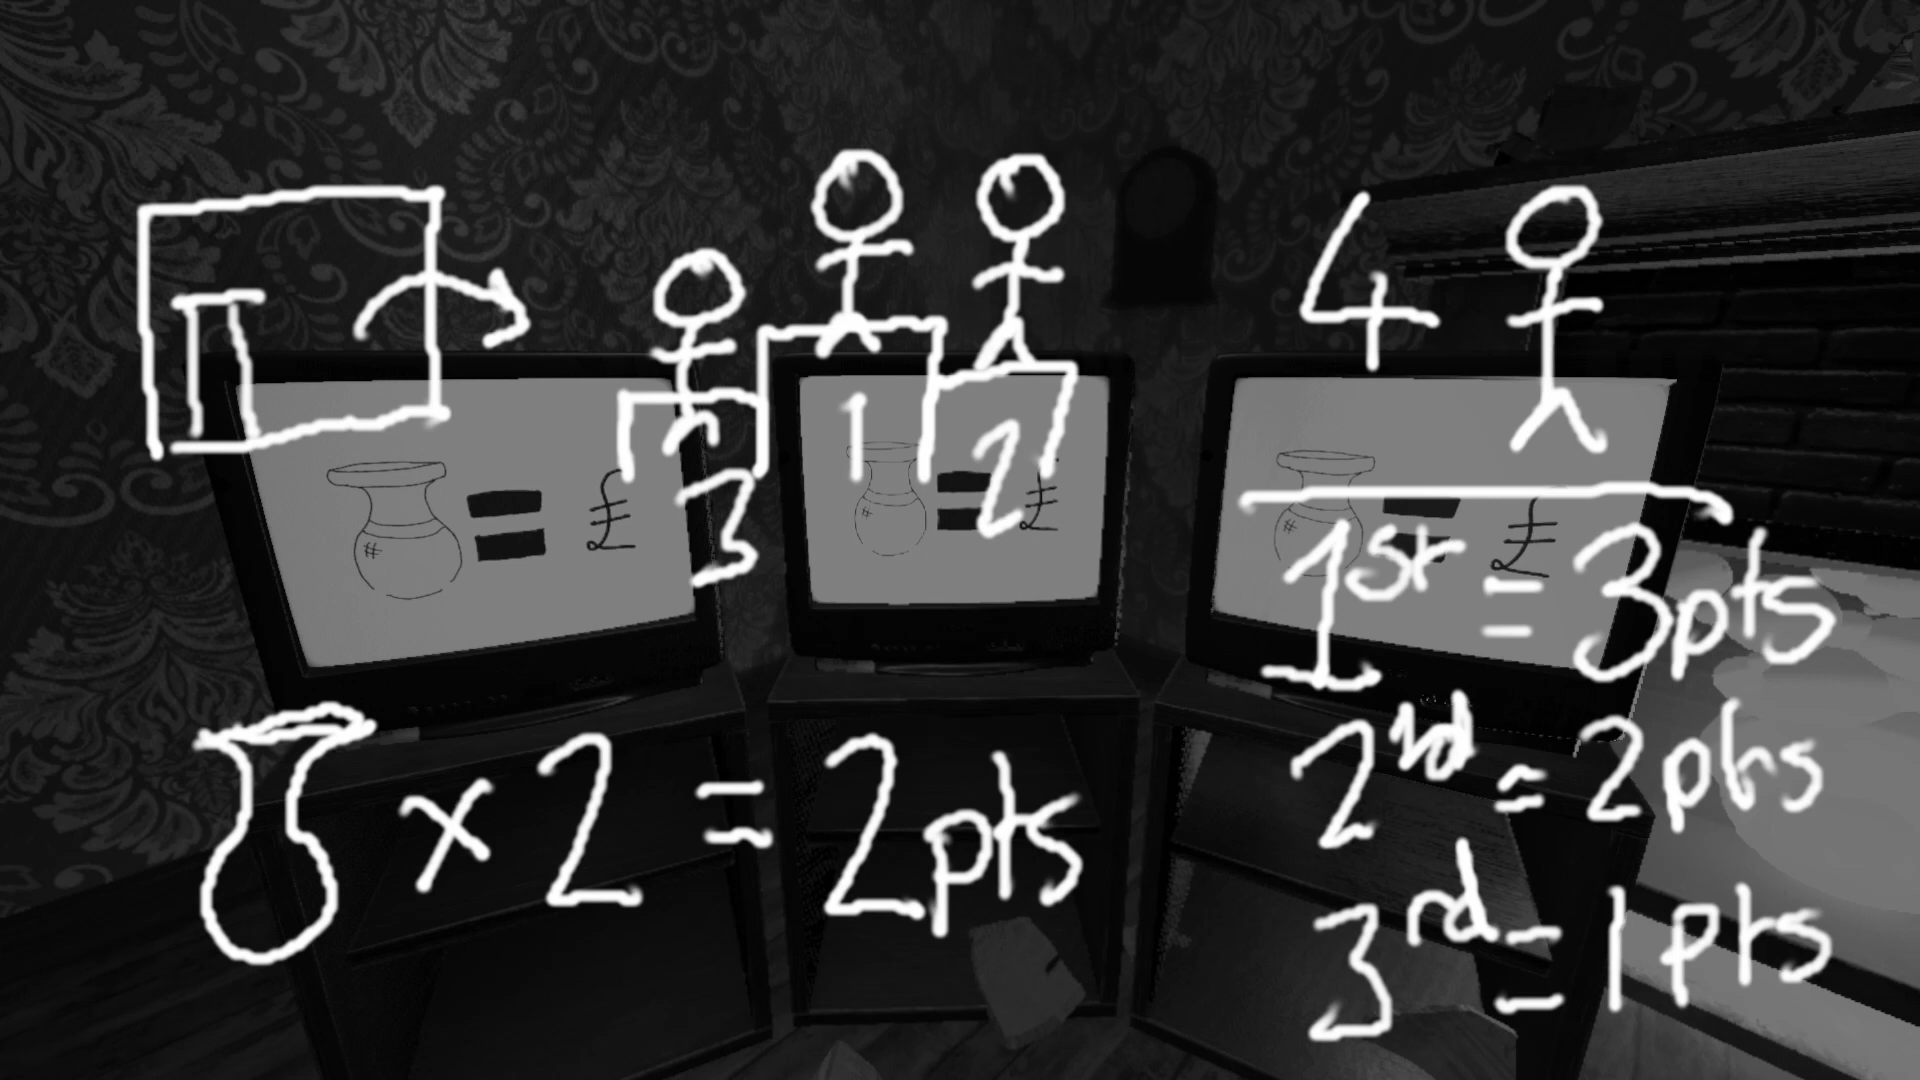 3 1 2
4
= £
= £
= £
1st = 3pts
2nd = 2pts
3rd = 1pts
x 2 = 2pts